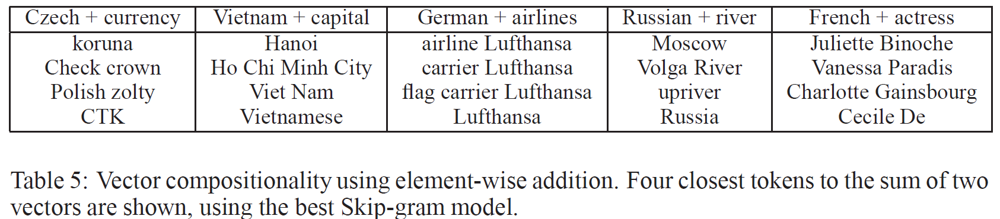 Czech + currency Vietnam + capital German + airlines Russian + river French + actress
koruna Hanoi airline Lufthansa Moscow Juliette Binoche
Check crown Ho Chi Minh City carrier Lufthansa Volga River Vanessa Paradis
Polish zolty Viet Nam flag carrier Lufthansa upriver Charlotte Gainsbourg
CTK Vietnamese Lufthansa Russia Cecile De
Table 5: Vector compositionality using element-wise addition. Four closest tokens to the sum of two
vectors are shown, using the best Skip-gram model.